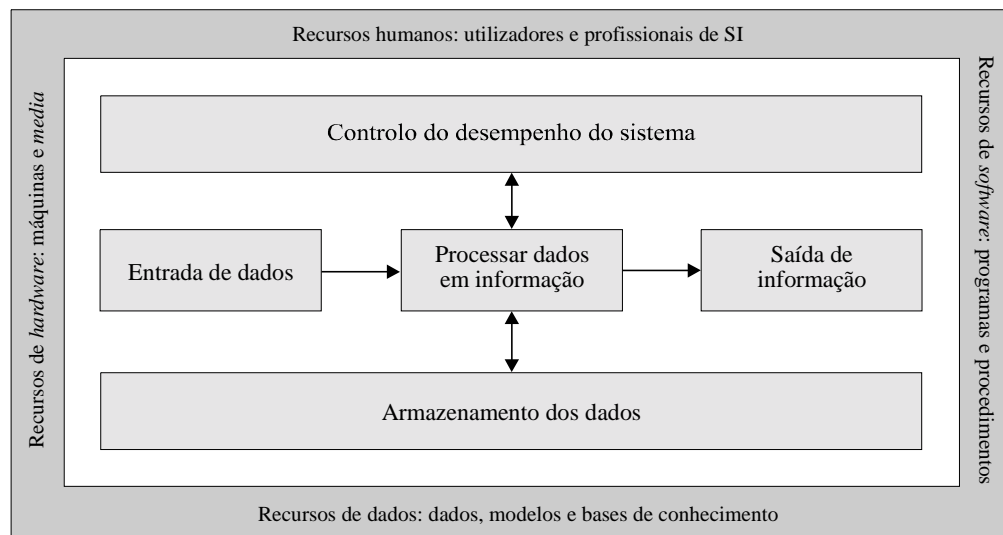 Recursos humanos: utilizadores e profissionais de SI
Recursos de hardware: máquinas e media
Controlo do desempenho do sistema
Entrada de dados
Processar dados
em informação
Saída de
informação
Armazenamento dos dados
Recursos de software: programas e procedimentos
Recursos de dados: dados, modelos e bases de conhecimento